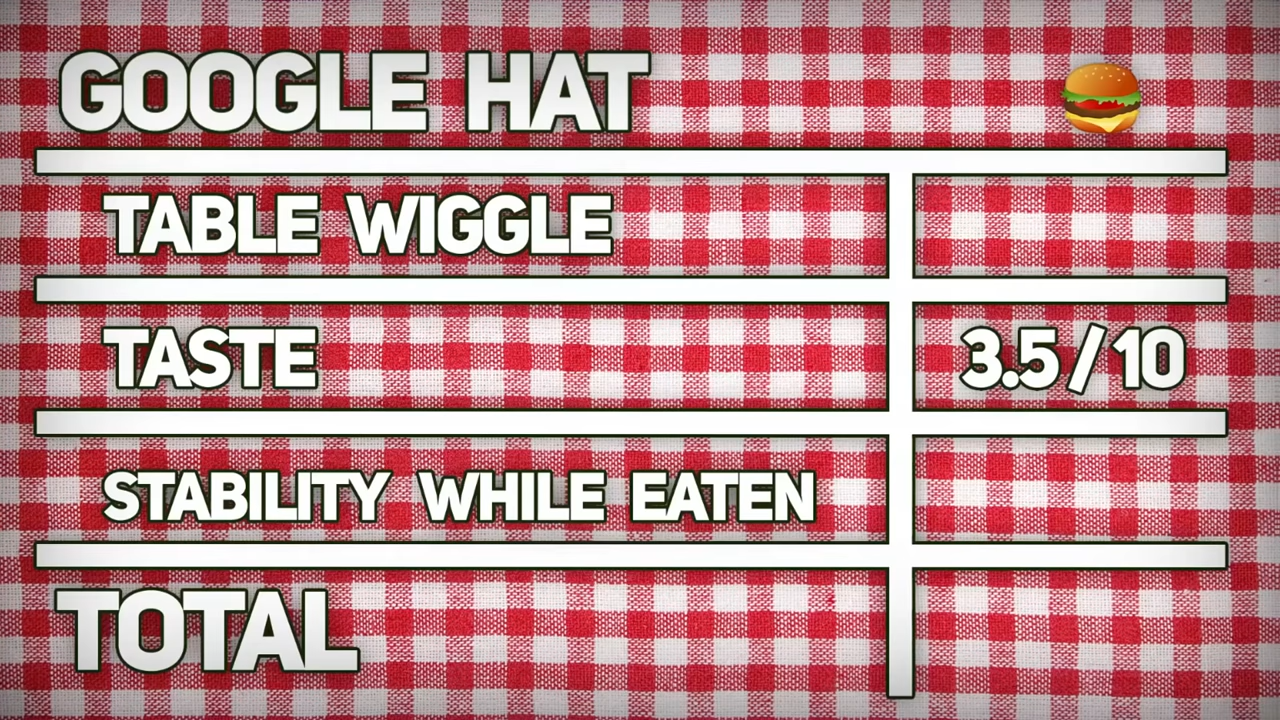 GOOGLE HAT
TABLE WIGGLE
TASTE 3.5/10
STABILITY WHILE EATEN
TOTAL